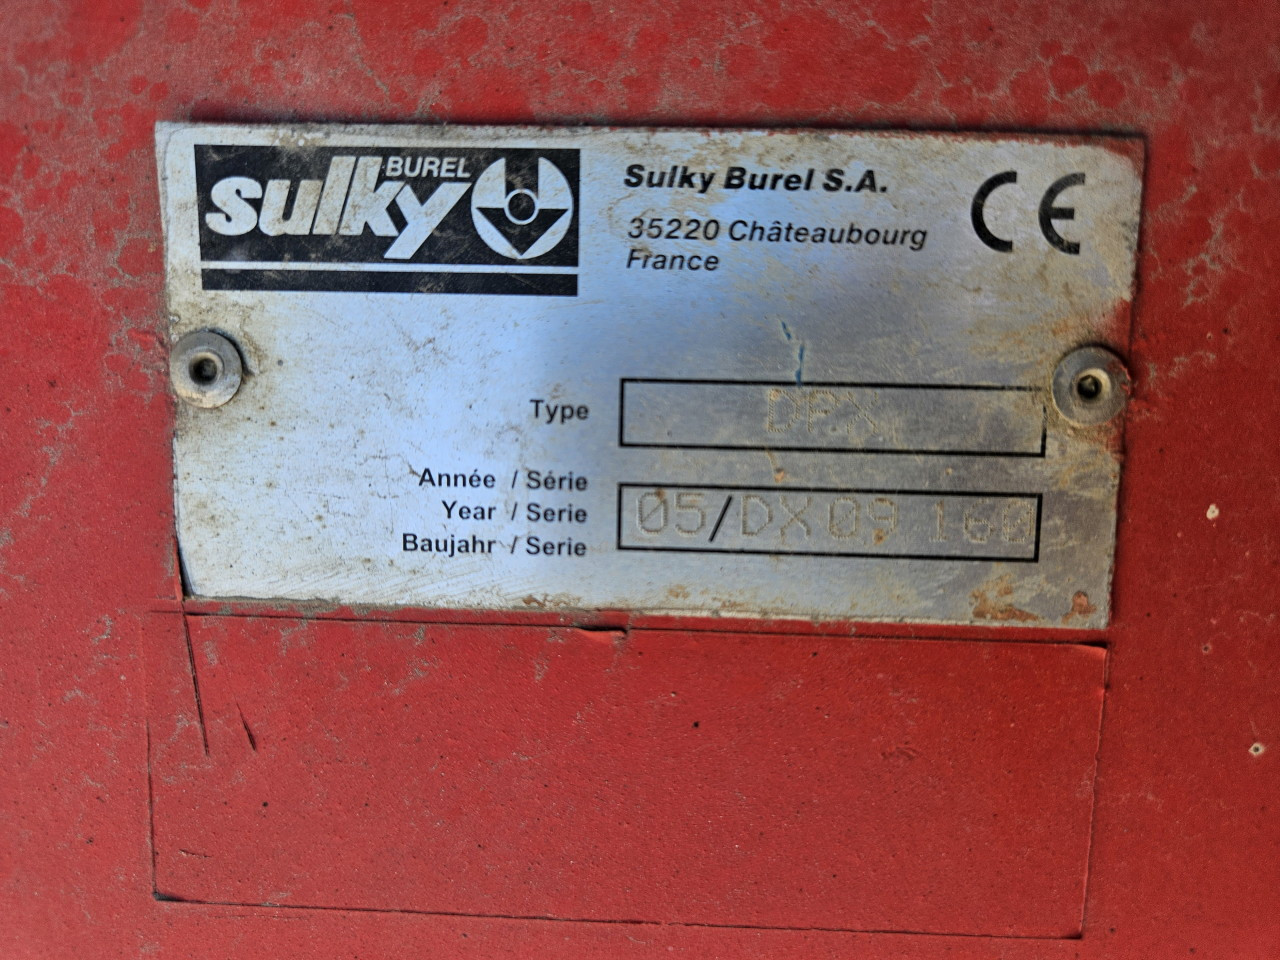 BUREL
sulky
Sulky Burel S.A.
35220 Châteaubourg
France
CE
Type DPX
Année / Série
Year / Serie 05/DX09 160
Baujahr / Serie